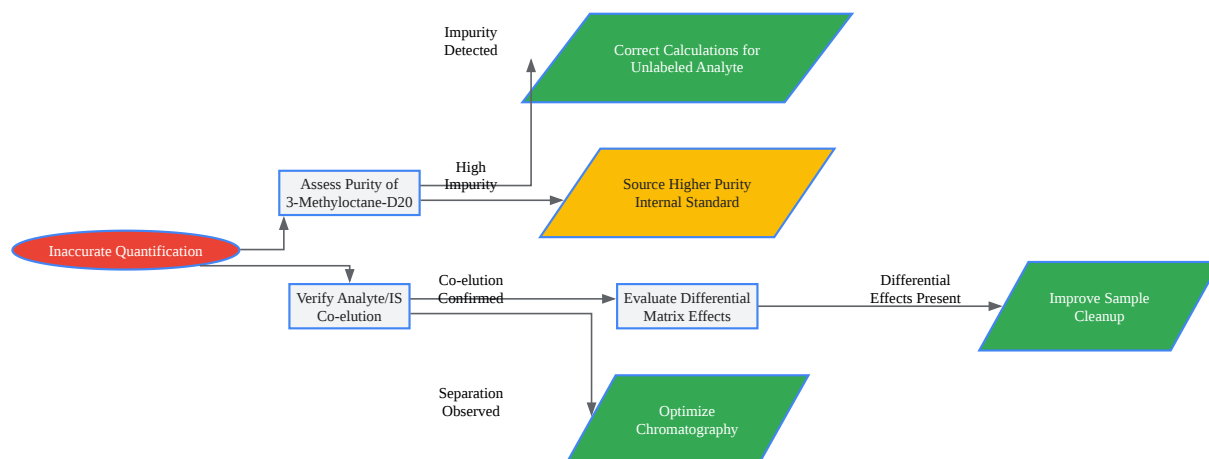 Impurity
Detected
Correct Calculations for
Unlabeled Analyte
High
Impurity
Assess Purity of
3-Methyloctane-D20
Source Higher Purity
Internal Standard
Inaccurate Quantification
Co-elution
Confirmed
Verify Analyte/IS
Co-elution
Evaluate Differential
Matrix Effects
Differential
Effects Present
Improve Sample
Cleanup
Separation
Observed
Optimize
Chromatography